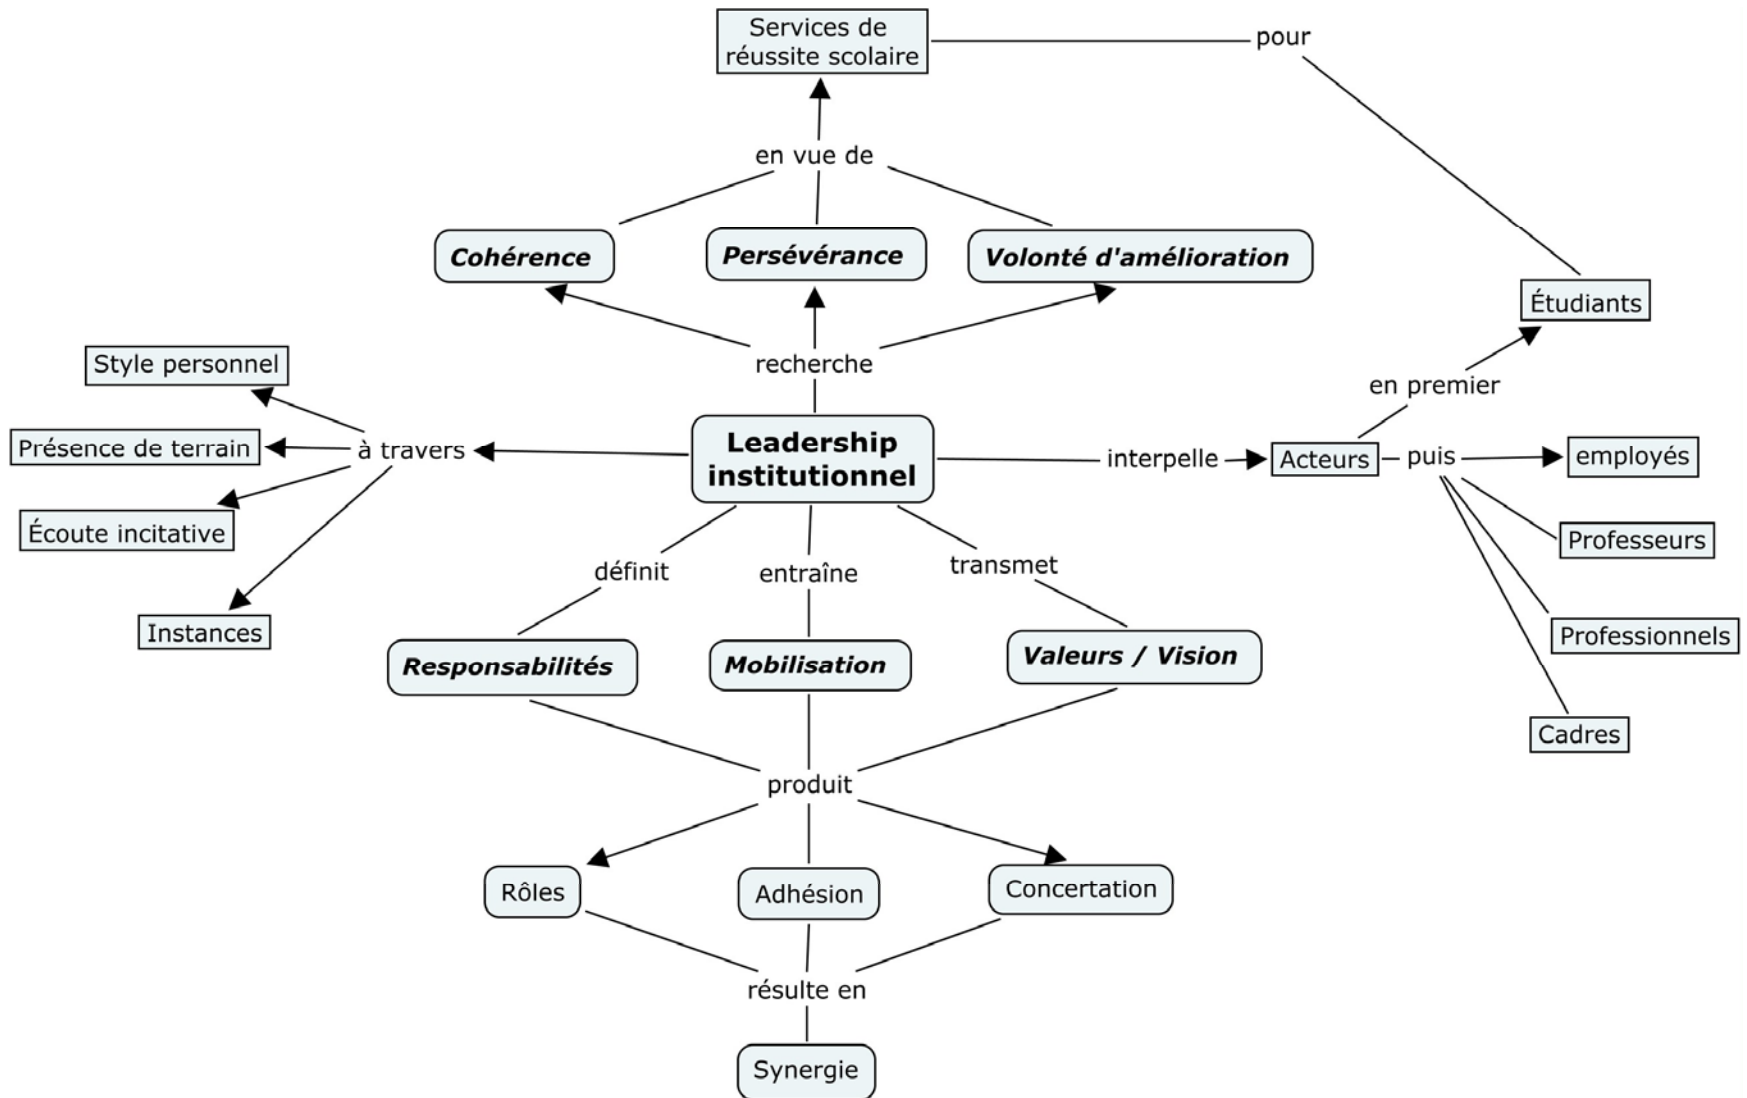 Services de
réussite scolaire
pour
en vue de
Cohérence
Persévérance
Volonté d'amélioration
Étudiants
recherche
Style personnel
en premier
Présence de terrain
à travers
Leadership
institutionnel
interpelle
Acteurs
puis
employés
Écoute incitative
Professeurs
définit
entraîne
transmet
Instances
Professionnels
Responsabilités
Mobilisation
Valeurs / Vision
Cadres
produit
Rôles
Adhésion
Concertation
résulte en
Synergie